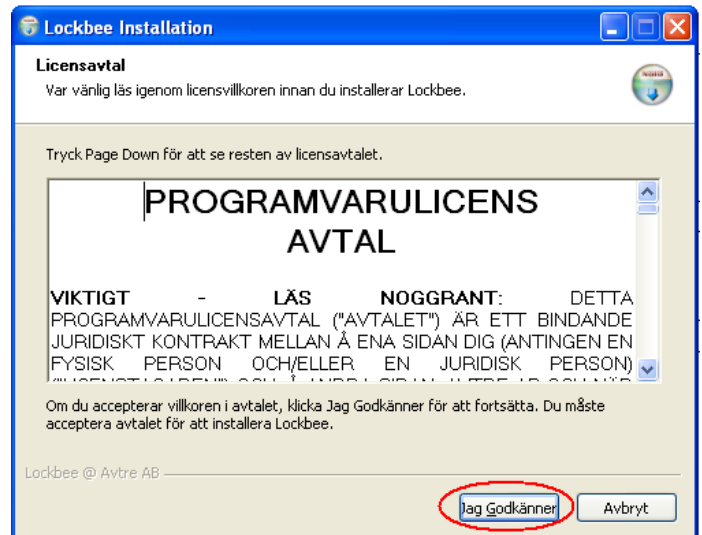 Lockbee Installation
Licensavtal
Var vänlig läs igenom licensvillkoren innan du installerar Lockbee.
Tryck Page Down för att se resten av licensavtalet.
PROGRAMVARULICENS
AVTAL
VIKTIGT - LÄS NOGGRANT: DETTA
PROGRAMVARULICENSAVTAL ("AVTALET") ÄR ETT BINDANDE
JURIDISKT KONTRAKT MELLAN Å ENA SIDAN DIG (ANTINGEN EN
FYSISK PERSON OCH/ELLER EN JURIDISK PERSON)
Om du accepterar villkoren i avtalet, klicka Jag Godkänner för att fortsätta. Du måste
acceptera avtalet för att installera Lockbee.
Lockbee @ Avtre AB
Jag Godkänner Avbryt